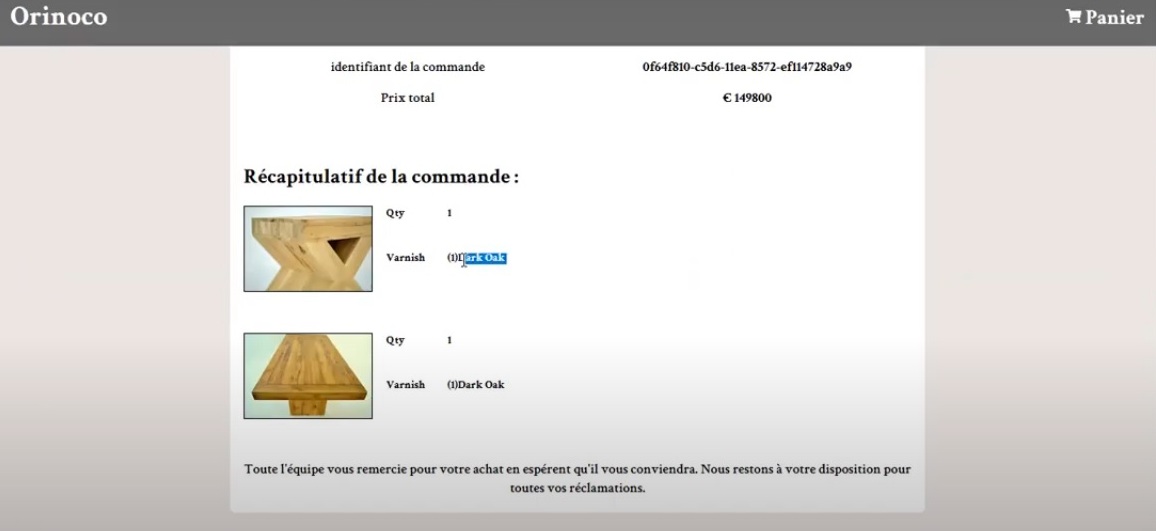 Orinoco
Panier
identifiant de la commande 0f64f810-c5d6-11ea-8572-ef114728a9a9
Prix total € 149800
Récapitulatif de la commande :
Qty 1
Varnish (1)Dark Oak
Qty 1
Varnish (1)Dark Oak
Toute l'équipe vous remercie pour votre achat en espérent qu'il vous conviendra. Nous restons à votre disposition pour
toutes vos réclamations.